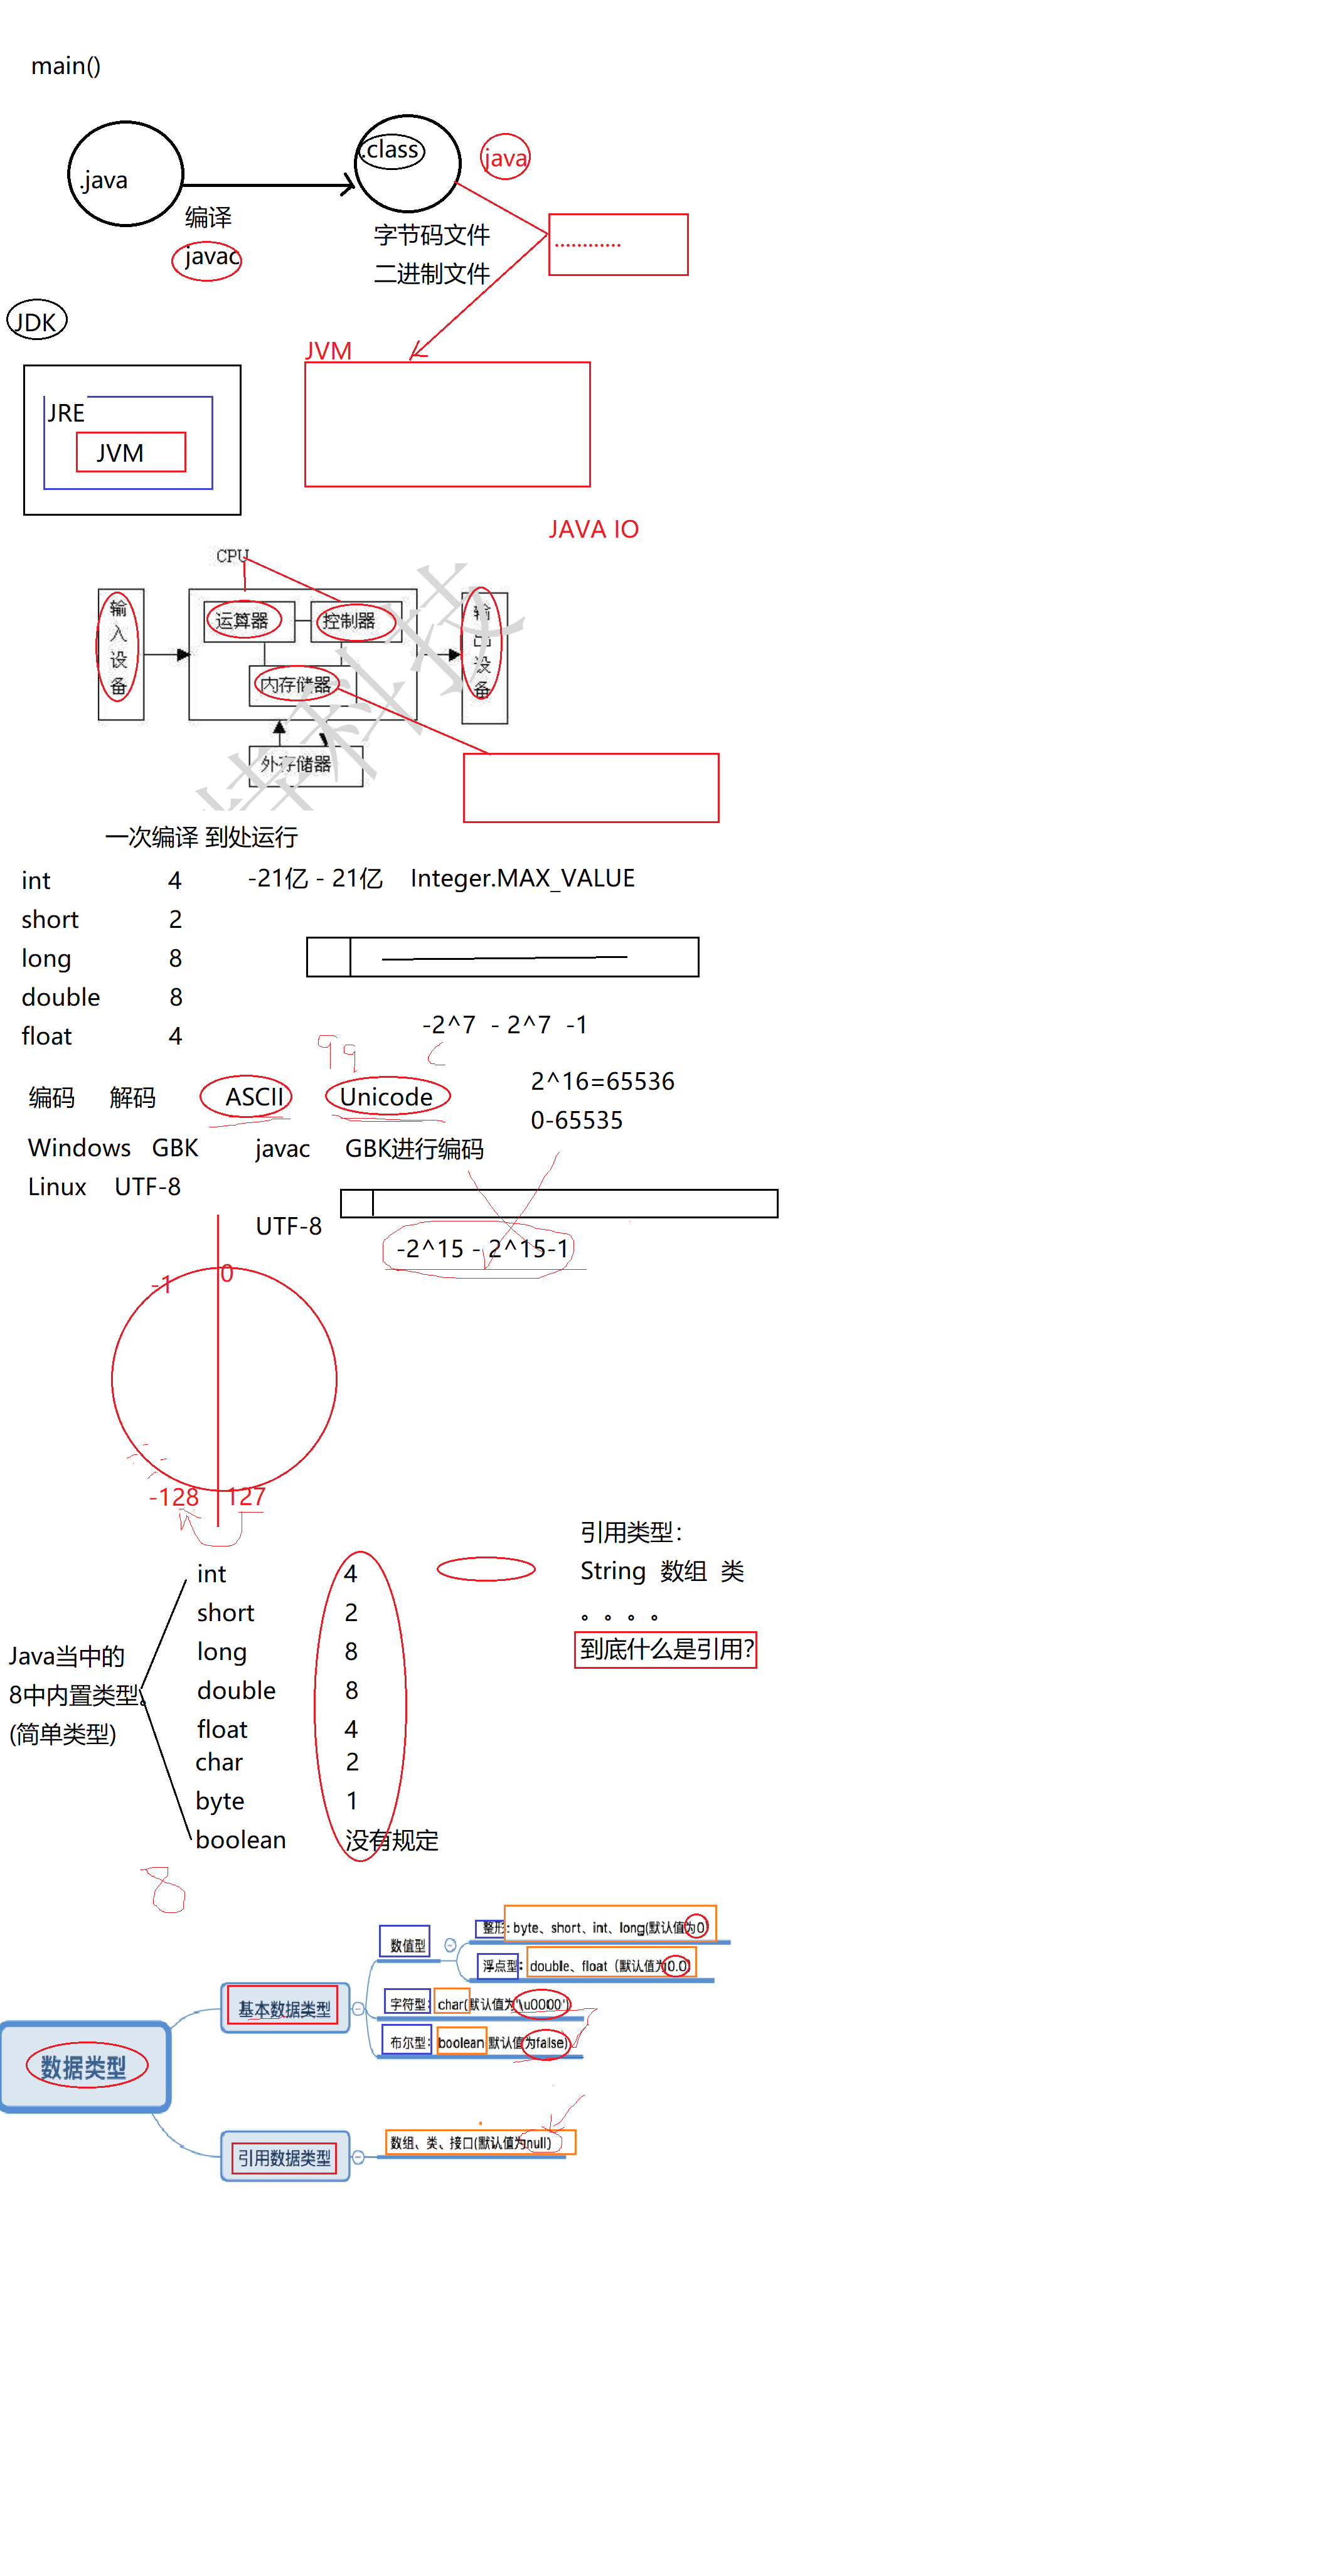 main()
.java
.class
java
编译
javac
字节码文件
二进制文件
............
JDK
JVM
JRE
JVM
JAVA IO
CPU
输入设备
运算器
控制器
输出设备
内存储器
外存储器
科技
一次编译 到处运行
int 4 -21亿 - 21亿 Integer.MAX_VALUE
short 2
long 8
double 8
float 4
-2^7 - 2^7 -1
99
编码 解码 ASCII Unicode
2^16=65536
0-65535
Windows GBK javac GBK进行编码
Linux UTF-8
UTF-8
-2^15 - 2^15-1
-1 0
-128 127
引用类型:
String 数组 类
。。。。
到底什么是引用?
Java当中的
8中内置类型。
(简单类型)
int 4
short 2
long 8
double 8
float 4
char 2
byte 1
boolean 没有规定
8
数据类型
基本数据类型
数值型
整形: byte、short、int、long(默认值为0)
浮点型: double、float (默认值为0.0)
字符型: char(默认值为'\u0000')
布尔型: boolean(默认值为false)
引用数据类型
数组、类、接口(默认值为null)